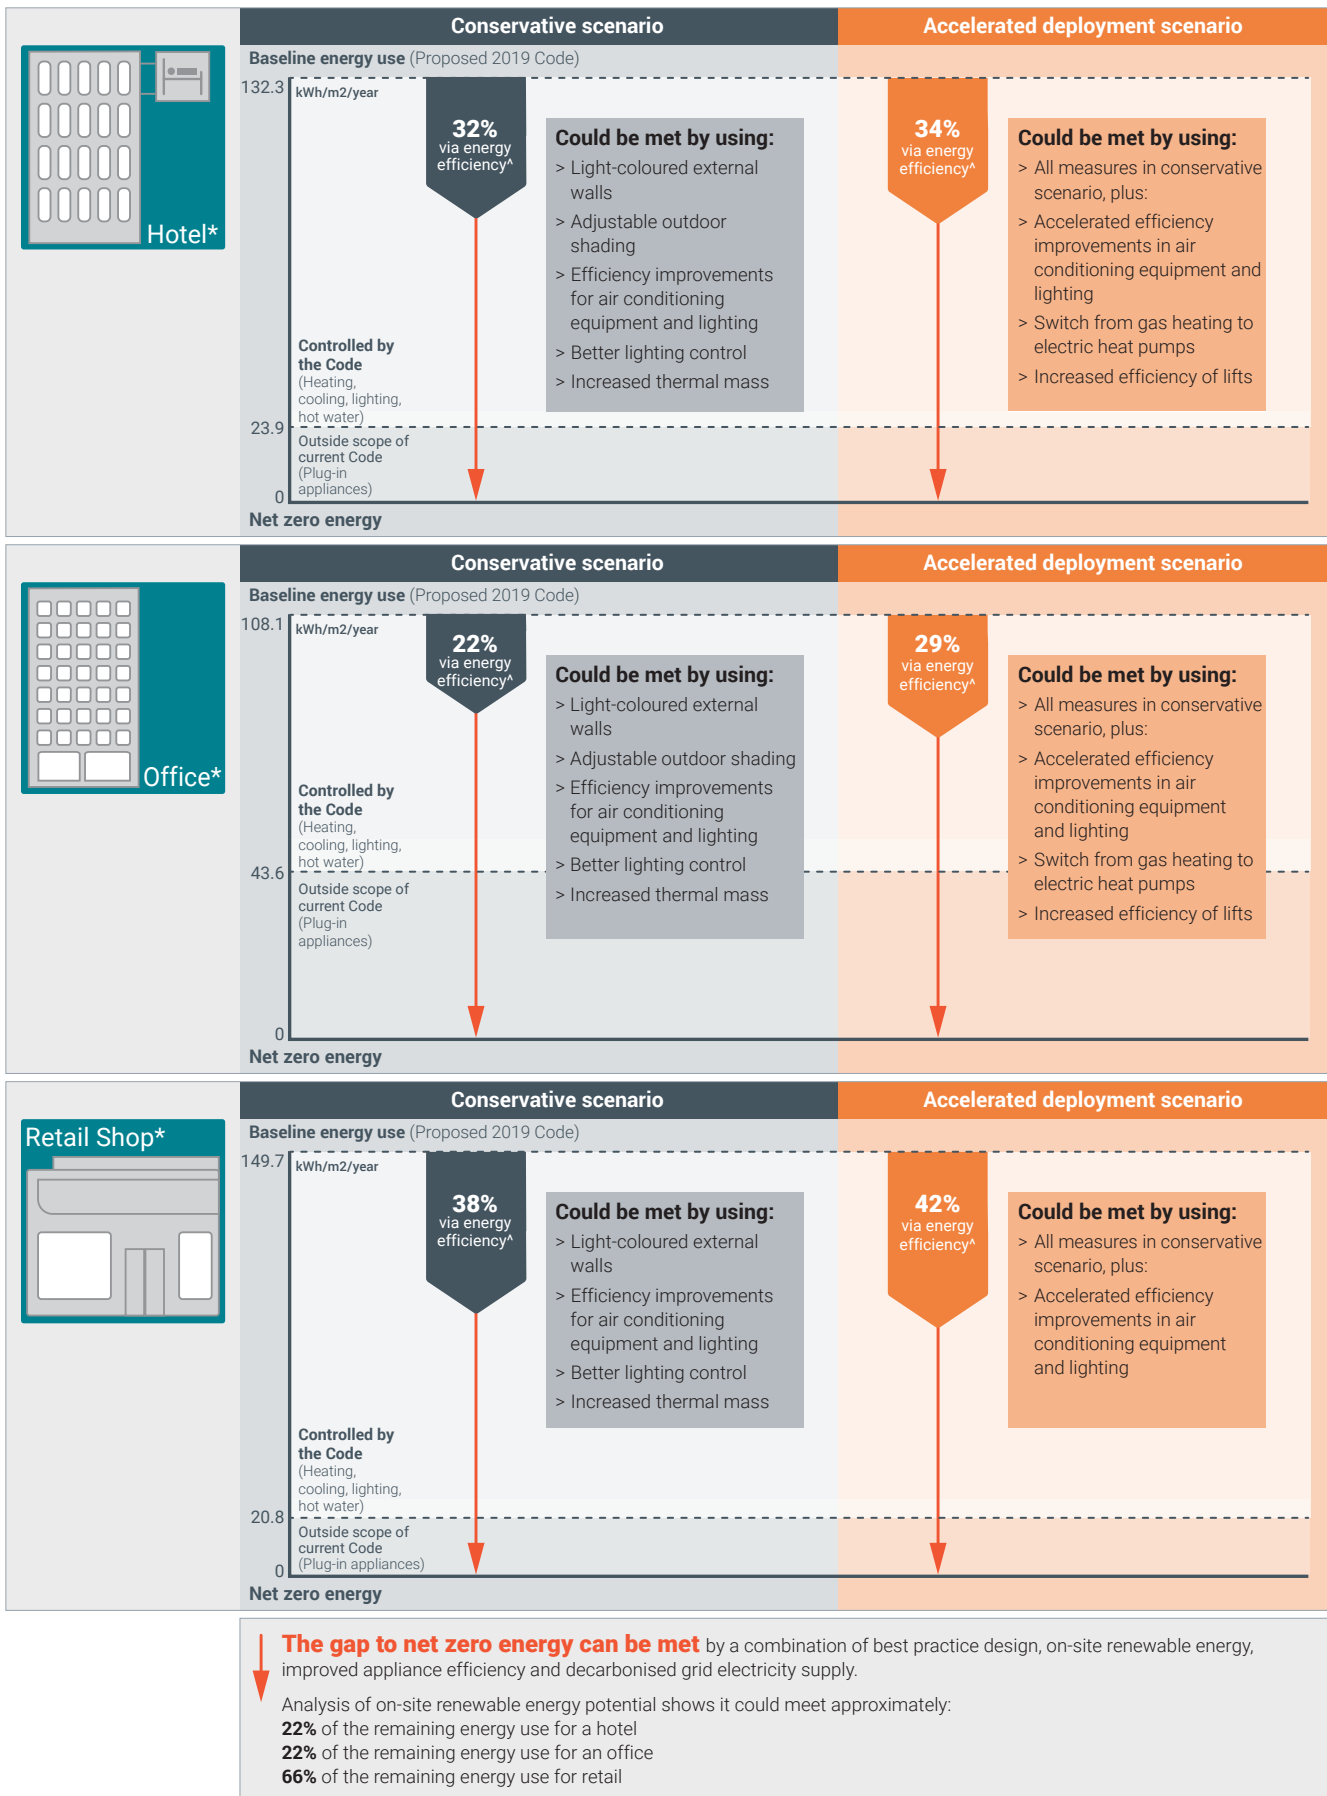 Conservative scenario
Accelerated deployment scenario
Hotel*
Baseline energy use (Proposed 2019 Code)
132.3
kWh/m2/year
32%
via energy
efficiency^
Could be met by using:
> Light-coloured external
walls
> Adjustable outdoor
shading
> Efficiency improvements
for air conditioning
equipment and lighting
> Better lighting control
> Increased thermal mass
34%
via energy
efficiency^
Could be met by using:
> All measures in conservative
scenario, plus:
> Accelerated efficiency
improvements in air
conditioning equipment and
lighting
> Switch from gas heating to
electric heat pumps
> Increased efficiency of lifts
Controlled by
the Code
(Heating,
cooling, lighting,
hot water)
23.9
Outside scope of
current Code
(Plug-in
appliances)
0
Net zero energy
Conservative scenario
Accelerated deployment scenario
Office*
Baseline energy use (Proposed 2019 Code)
108.1
kWh/m2/year
22%
via energy
efficiency^
Could be met by using:
> Light-coloured external
walls
> Adjustable outdoor shading
> Efficiency improvements
for air conditioning
equipment and lighting
> Better lighting control
> Increased thermal mass
29%
via energy
efficiency^
Could be met by using:
> All measures in conservative
scenario, plus:
> Accelerated efficiency
improvements in air
conditioning equipment
and lighting
> Switch from gas heating to
electric heat pumps
> Increased efficiency of lifts
Controlled by
the Code
(Heating,
cooling, lighting,
hot water)
43.6
Outside scope of
current Code
(Plug-in
appliances)
0
Net zero energy
Conservative scenario
Accelerated deployment scenario
Retail Shop*
Baseline energy use (Proposed 2019 Code)
149.7
kWh/m2/year
38%
via energy
efficiency^
Could be met by using:
> Light-coloured external
walls
> Efficiency improvements
for air conditioning
equipment and lighting
> Better lighting control
> Increased thermal mass
42%
via energy
efficiency^
Could be met by using:
> All measures in conservative
scenario, plus:
> Accelerated efficiency
improvements in air
conditioning equipment
and lighting
Controlled by
the Code
(Heating,
cooling, lighting,
hot water)
20.8
Outside scope of
current Code
(Plug-in appliances)
0
Net zero energy
The gap to net zero energy can be met by a combination of best practice design, on-site renewable energy,
improved appliance efficiency and decarbonised grid electricity supply.
Analysis of on-site renewable energy potential shows it could meet approximately:
22% of the remaining energy use for a hotel
22% of the remaining energy use for an office
66% of the remaining energy use for retail